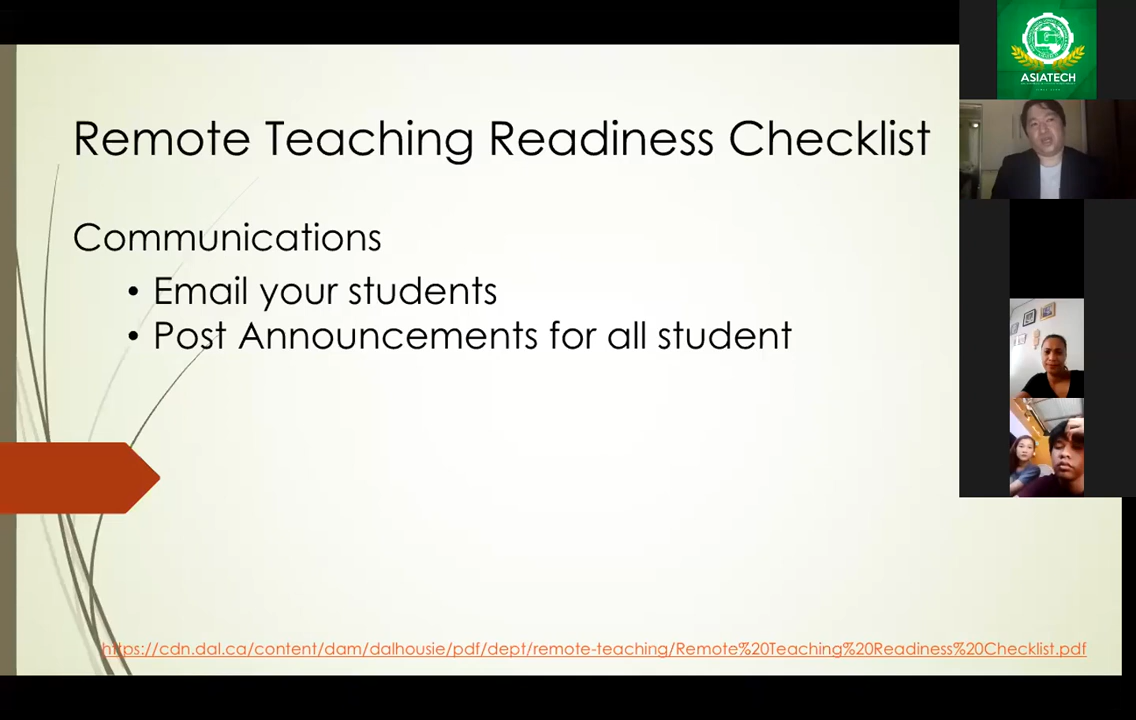 Remote Teaching Readiness Checklist
Communications
• Email your students
• Post Announcements for all student
https://cdn.dal.ca/content/dam/dalhousie/pdf/dept/remote-teaching/Remote%20Teaching%20Readiness%20Checklist.pdf
ASIATECH